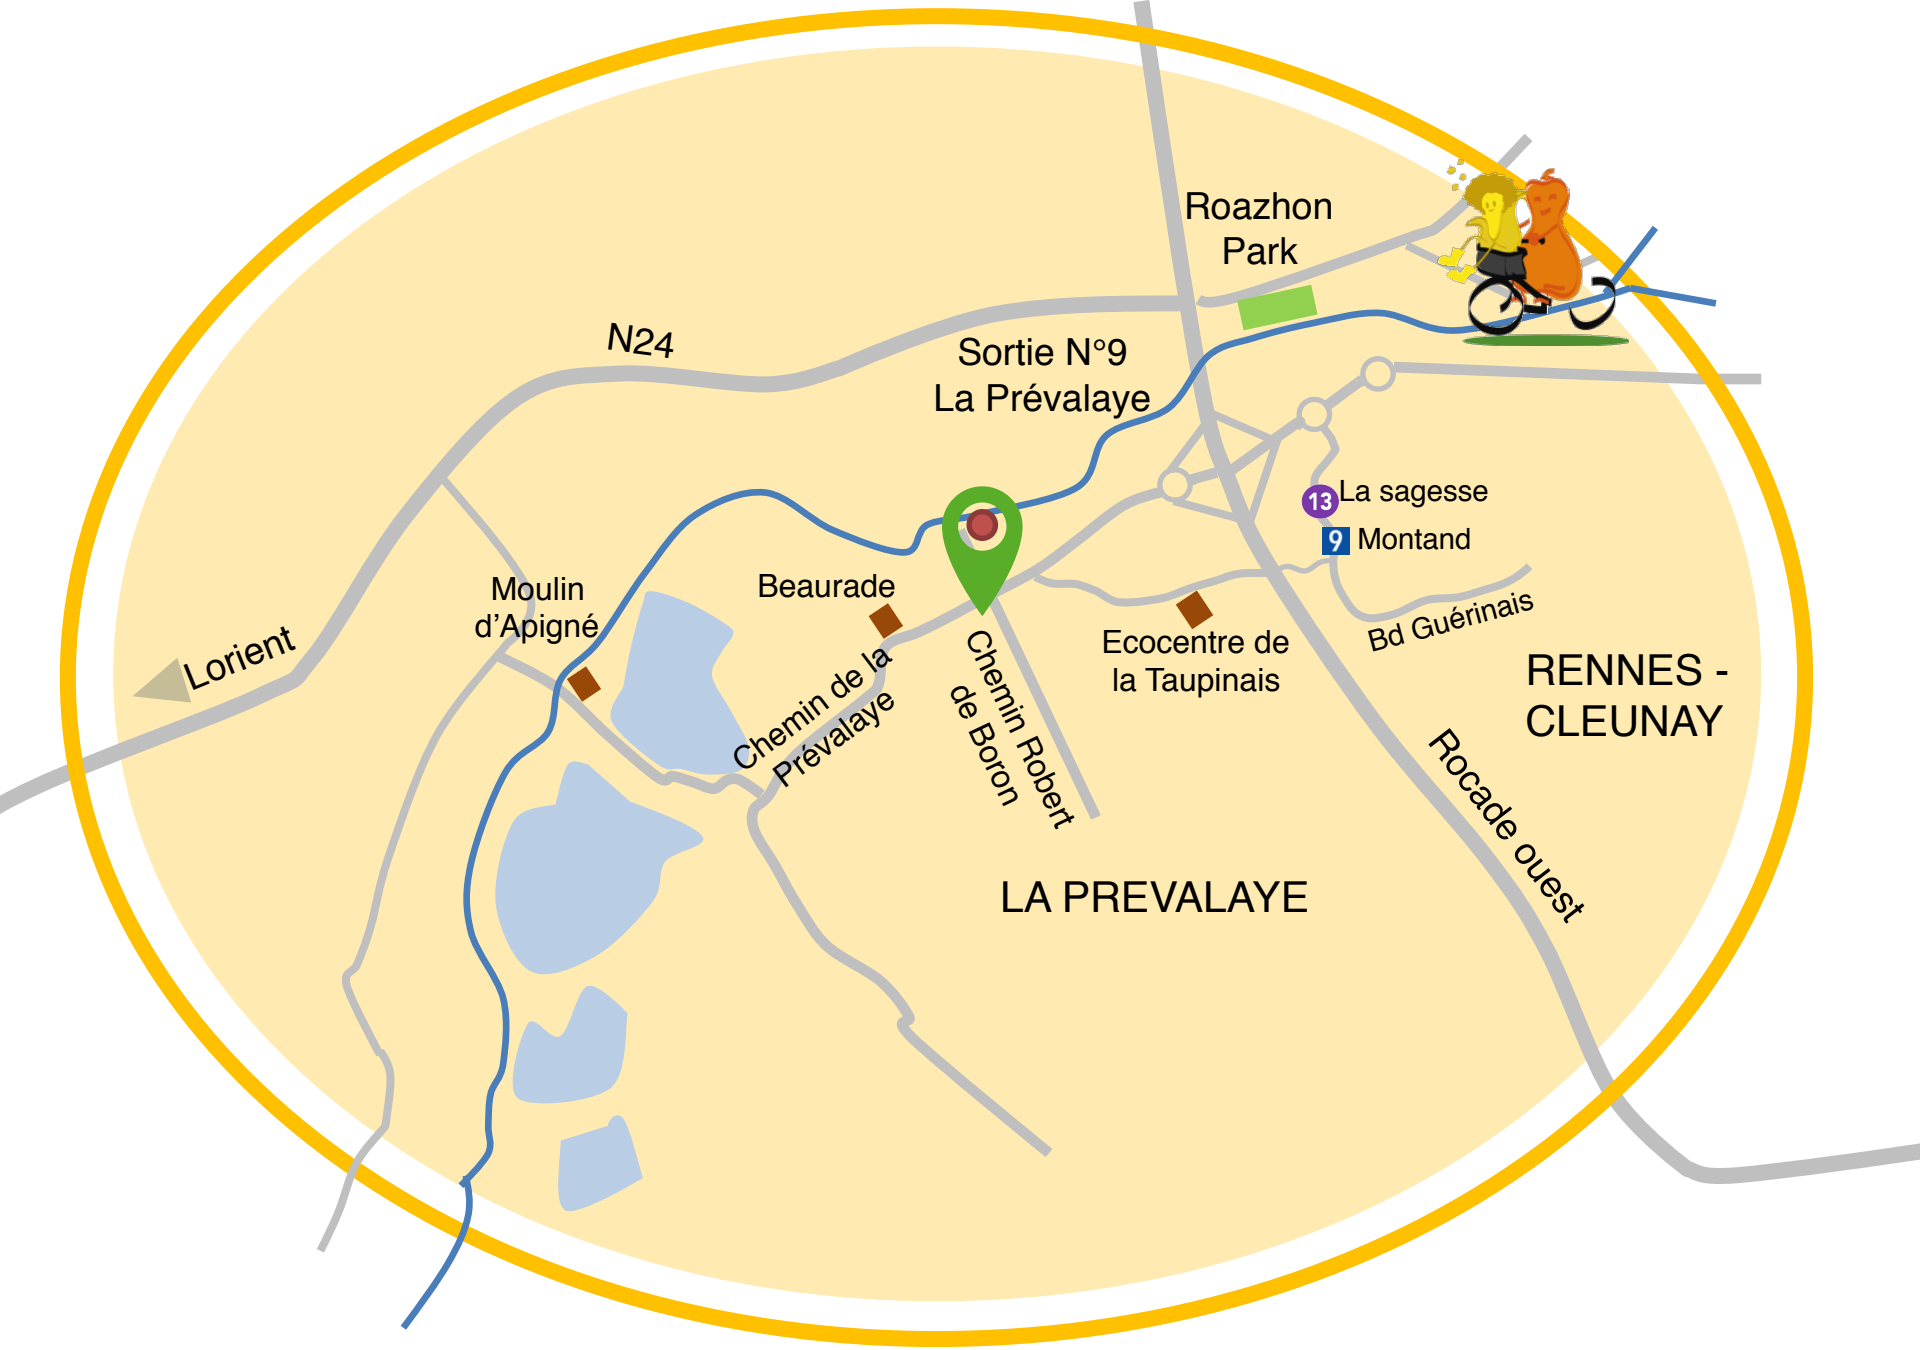 Roazhon
Park
N24
Sortie N°9
La Prévalaye
13
La sagesse
9
Montand
Moulin
d’Apigné
Beaurade
Lorient
Chemin de la
Prévalaye
Chemin Robert
de Boron
Ecocentre de
la Taupinais
Bd Guérinais
RENNES -
CLEUNAY
Rocade ouest
LA PREVALAYE